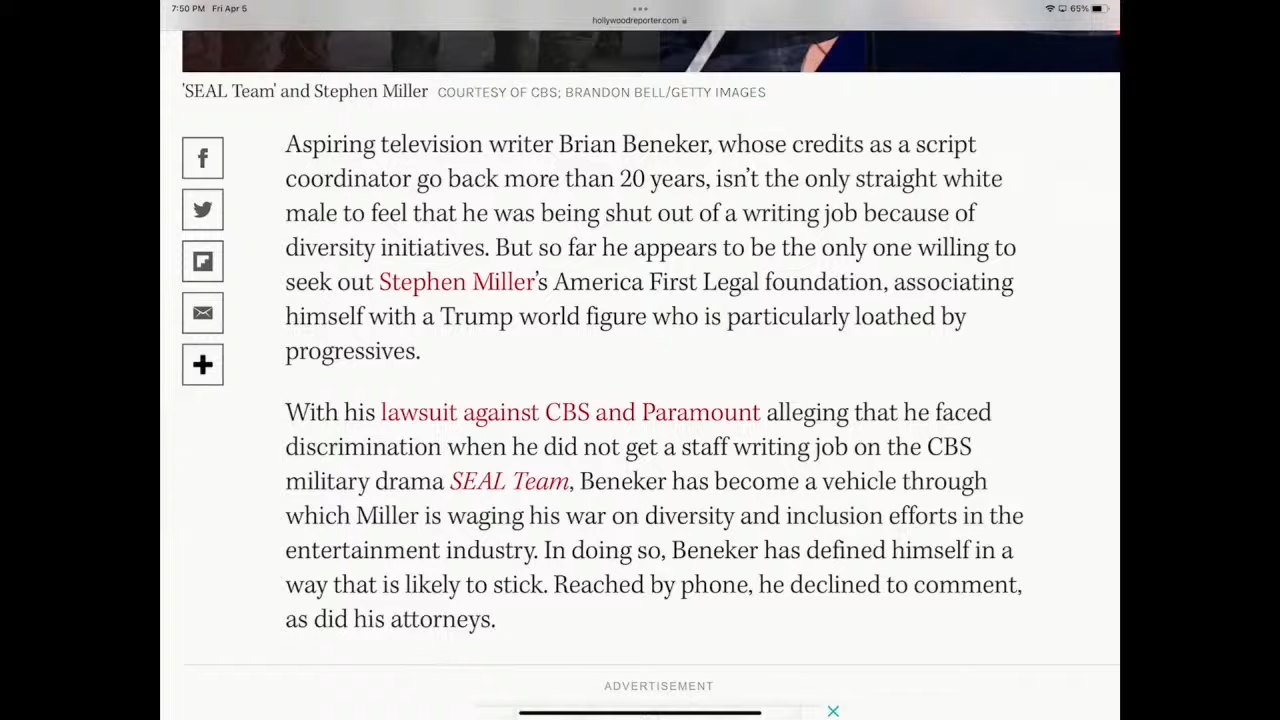 7:50 PM Fri Apr 5
hollywoodreporter.com
65%
'SEAL Team' and Stephen Miller COURTESY OF CBS; BRANDON BELL/GETTY IMAGES
Aspiring television writer Brian Beneker, whose credits as a script
coordinator go back more than 20 years, isn’t the only straight white
male to feel that he was being shut out of a writing job because of
diversity initiatives. But so far he appears to be the only one willing to
seek out Stephen Miller’s America First Legal foundation, associating
himself with a Trump world figure who is particularly loathed by
progressives.
With his lawsuit against CBS and Paramount alleging that he faced
discrimination when he did not get a staff writing job on the CBS
military drama SEAL Team, Beneker has become a vehicle through
which Miller is waging his war on diversity and inclusion efforts in the
entertainment industry. In doing so, Beneker has defined himself in a
way that is likely to stick. Reached by phone, he declined to comment,
as did his attorneys.
ADVERTISEMENT